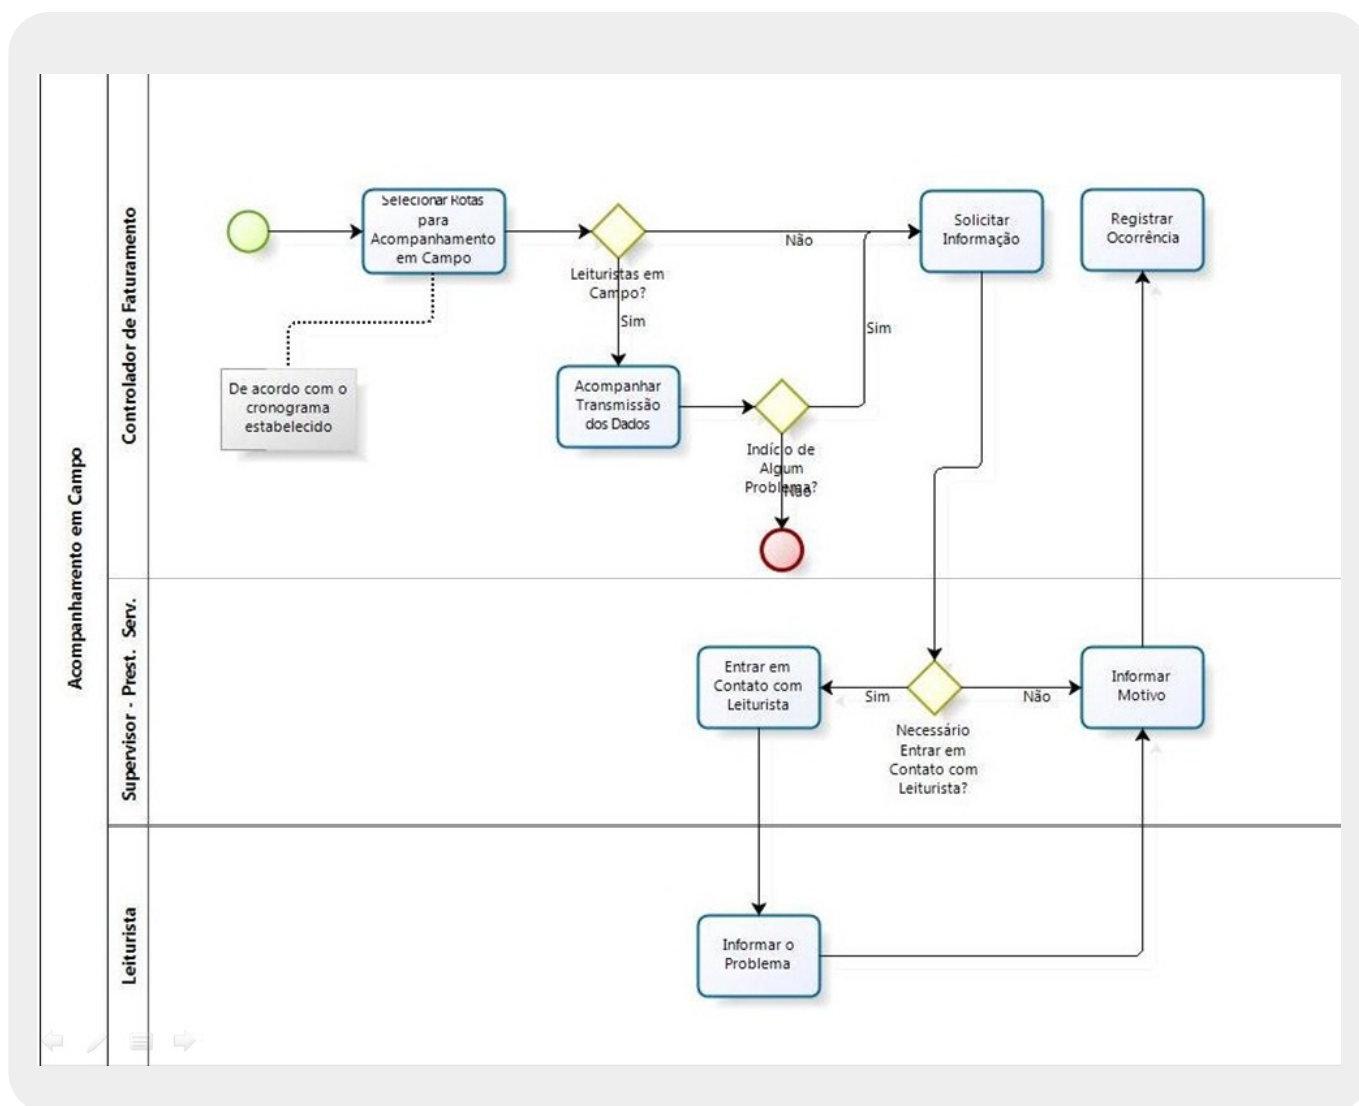 Acompanhamento em Campo
Controlador de Faturamento
Selecionar Rotas
para
Acompanhamento
em Campo
De acordo com o
cronograma
estabelecido
Leituristas em
Campo?
Não
Sim
Acompanhar
Transmissão
dos Dados
Indício de
Algum
Problema?
Não
Sim
Solicitar
Informação
Registrar
Ocorrência
Supervisor - Prest. Serv.
Entrar em
Contato com
Leiturista
Sim
Necessário
Entrar em
Contato com
Leiturista?
Não
Informar
Motivo
Leiturista
Informar o
Problema